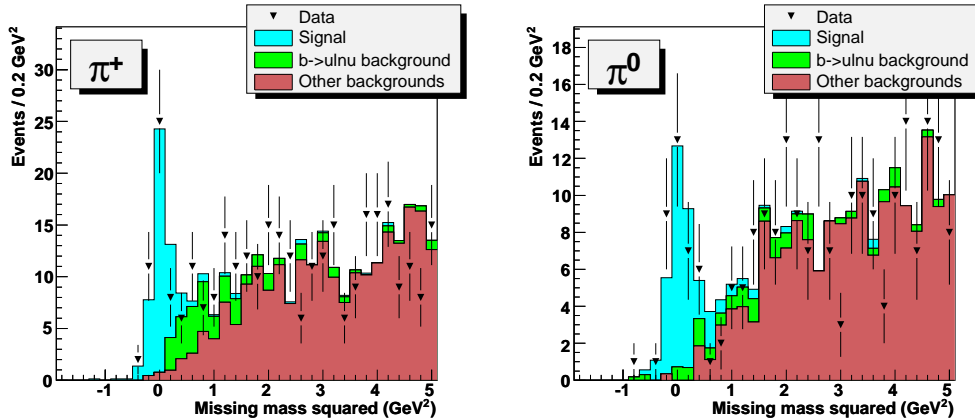 Data
Signal
b->ulnu background
Other backgrounds
π+
Events / 0.2 GeV2
30
25
20
15
10
5
0
-1 0 1 2 3 4 5
Missing mass squared (GeV2)
Data
Signal
b->ulnu background
Other backgrounds
π0
Events / 0.2 GeV2
18
16
14
12
10
8
6
4
2
0
-1 0 1 2 3 4 5
Missing mass squared (GeV2)